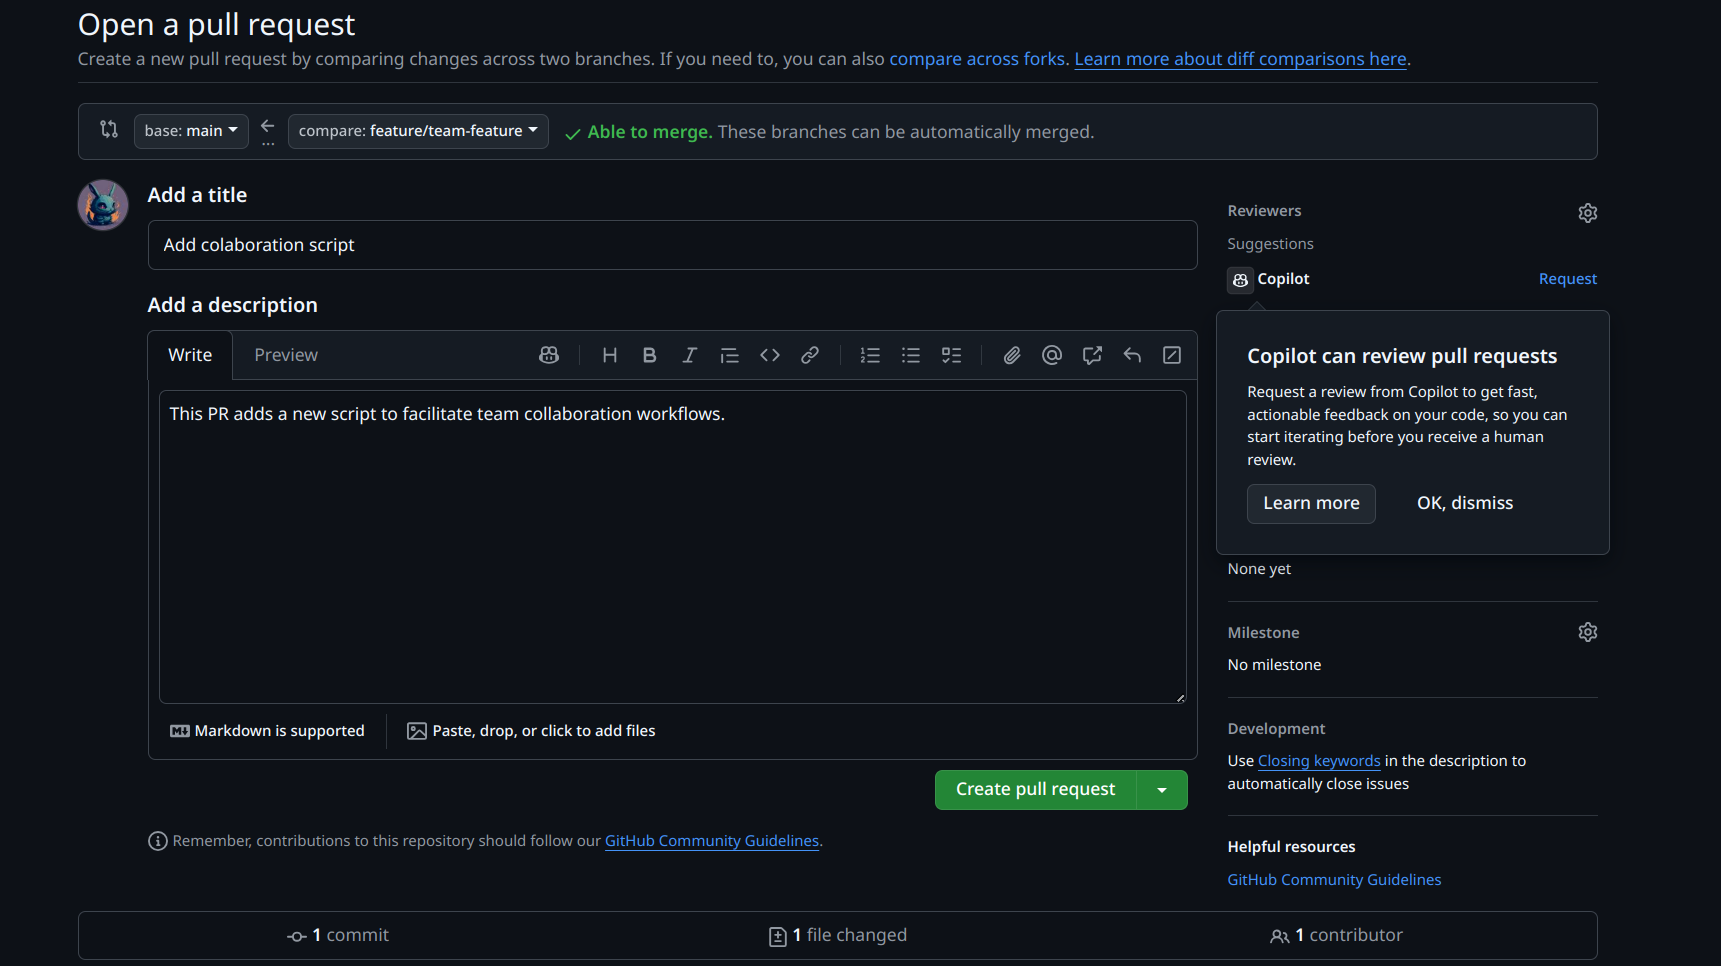 Open a pull request
Create a new pull request by comparing changes across two branches. If you need to, you can also compare across forks. Learn more about diff comparisons here.
base: main
...
compare: feature/team-feature
Able to merge. These branches can be automatically merged.
Add a title
Add colaboration script
Add a description
Write
Preview
This PR adds a new script to facilitate team collaboration workflows.
Markdown is supported
Paste, drop, or click to add files
Create pull request
Remember, contributions to this repository should follow our GitHub Community Guidelines.
Reviewers
Suggestions
Copilot
Request
Copilot can review pull requests
Request a review from Copilot to get fast,
actionable feedback on your code, so you can
start iterating before you receive a human
review.
Learn more
OK, dismiss
None yet
Milestone
No milestone
Development
Use Closing keywords in the description to
automatically close issues
Helpful resources
GitHub Community Guidelines
1 commit
1 file changed
1 contributor